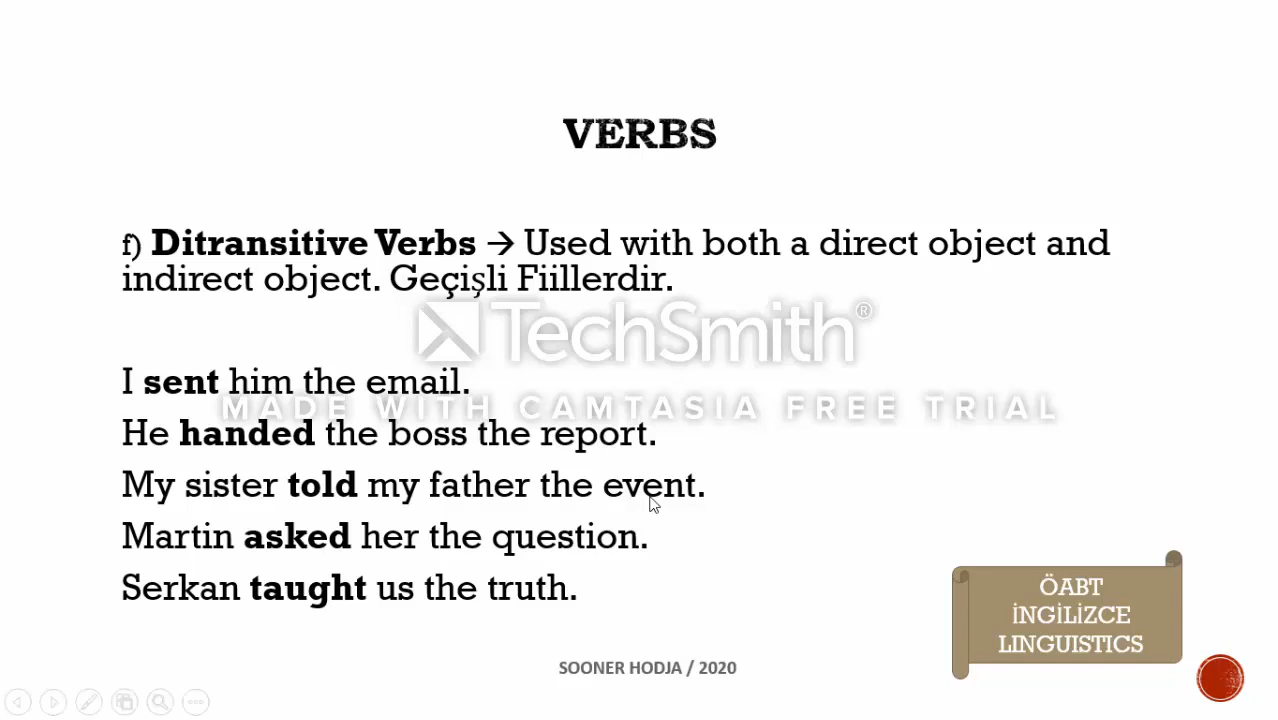 VERBS
f) Ditransitive Verbs → Used with both a direct object and
indirect object. Geçişli Fiillerdir.
TechSmith®
I sent him the email.
MADE WITH CAMTASIA FREE TRIAL
He handed the boss the report.
My sister told my father the event.
Martin asked her the question.
Serkan taught us the truth.
ÖABT
İNGİLİZCE
LINGUISTICS
SOONER HODJA / 2020